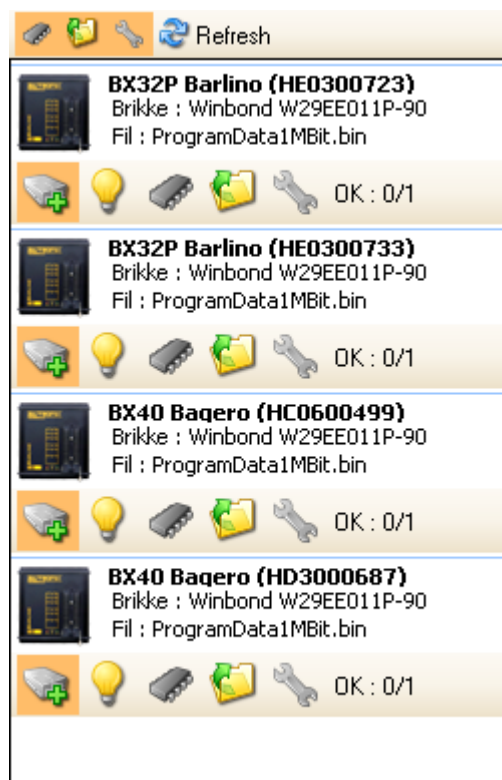 Refresh
BX32P Barlino (HE0300723)
Brikke : Winbond W29EE011P-90
Fil : ProgramData1MBit.bin
OK : 0/1
BX32P Barlino (HE0300733)
Brikke : Winbond W29EE011P-90
Fil : ProgramData1MBit.bin
OK : 0/1
BX40 Bagero (HC0600499)
Brikke : Winbond W29EE011P-90
Fil : ProgramData1MBit.bin
OK : 0/1
BX40 Bagero (HD3000687)
Brikke : Winbond W29EE011P-90
Fil : ProgramData1MBit.bin
OK : 0/1